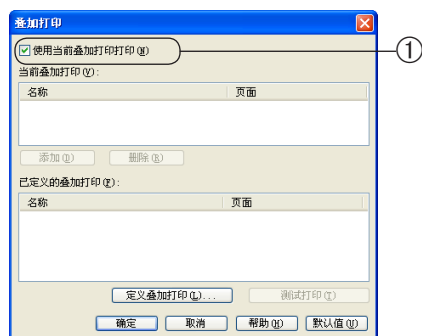 叠加打印
使用当前叠加打印打印(N)
①
当前叠加打印(V):
名称 页面
添加(D) 删除(R)
已定义的叠加打印(F):
名称 页面
定义叠加打印(L)... 测试打印(T)
确定 取消 帮助(H) 默认值(U)